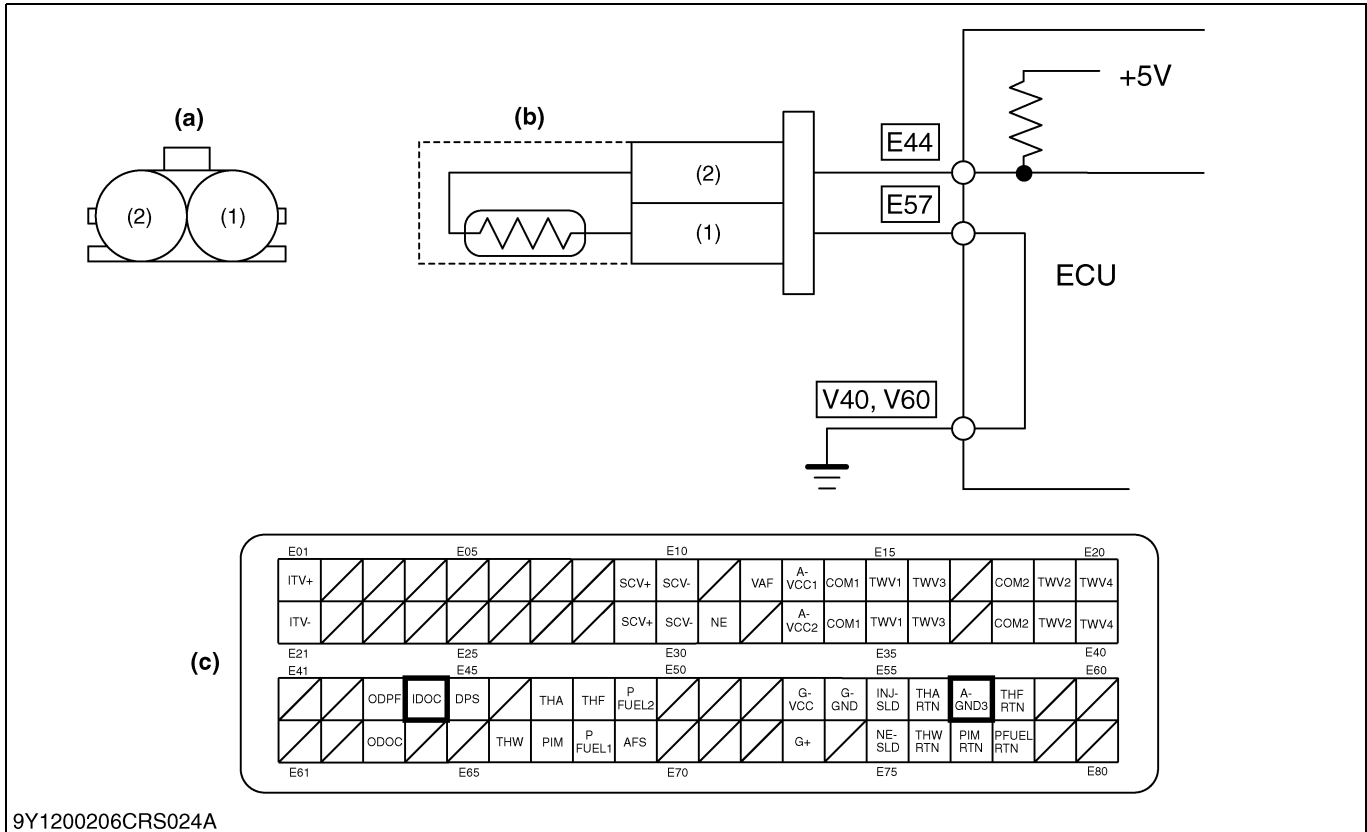 (a)
(2) (1)
(b)
(2)
(1)
E44
E57
+5V
ECU
V40, V60
(c)
E01 E05 E10 E15 E20
ITV+ SCV+ SCV- VAF A-VCC1 COM1 TWV1 TWV3 COM2 TWV2 TWV4
ITV- SCV+ SCV- NE A-VCC2 COM1 TWV1 TWV3 COM2 TWV2 TWV4
E21 E25 E30 E35 E40
E41 E45 E50 E55 E60
ODPF IDOC DPS THA THF P FUEL2 G-VCC G-GND INJ-SLD THA RTN A-GND3 THF RTN
ODOC THW PIM P FUEL1 AFS G+ NE-SLD THW RTN PIM RTN PFUEL RTN
E61 E65 E70 E75 E80
9Y1200206CRS024A